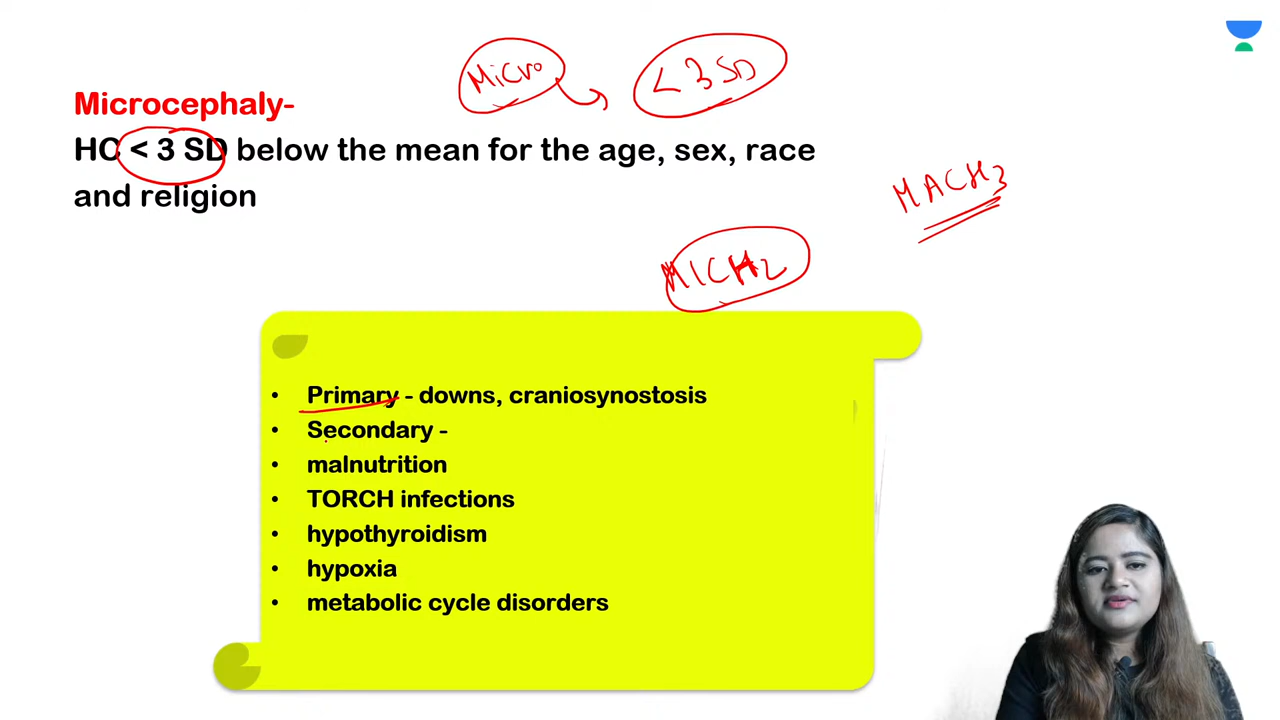 Micro
< 3 SD
Microcephaly-
HC < 3 SD below the mean for the age, sex, race
and religion
MACH3
MICH2
• Primary - downs, craniosynostosis
• Secondary -
• malnutrition
• TORCH infections
• hypothyroidism
• hypoxia
• metabolic cycle disorders